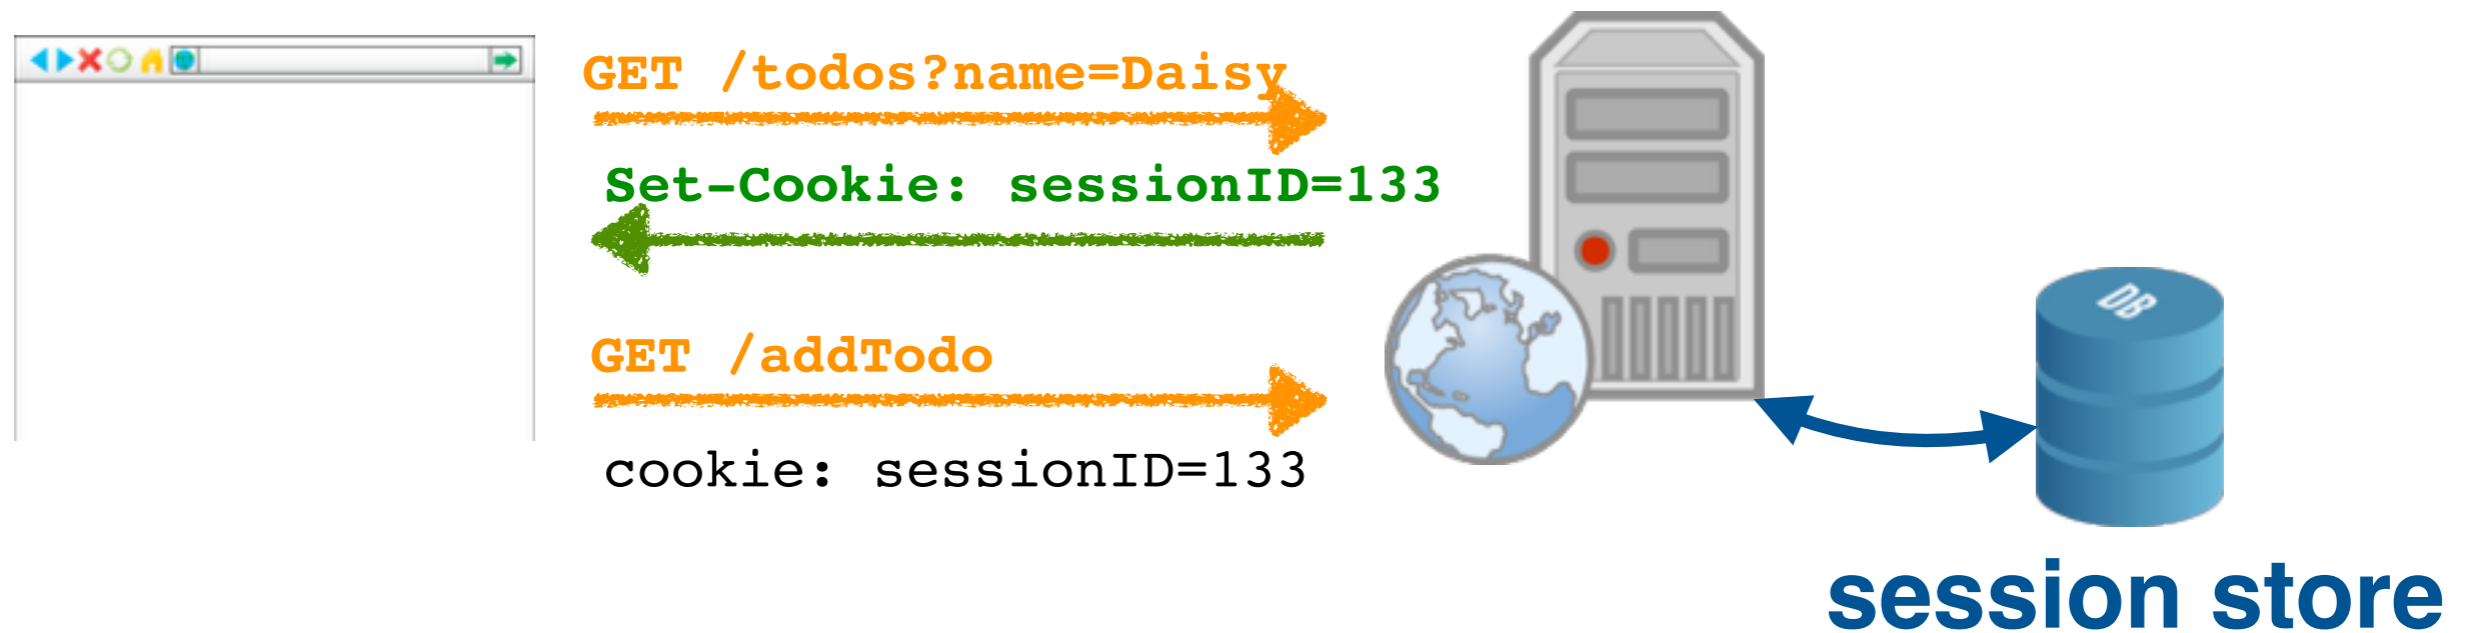 GET /todos?name=Daisy
Set-Cookie: sessionID=133
GET /addTodo
cookie: sessionID=133
DB
session store